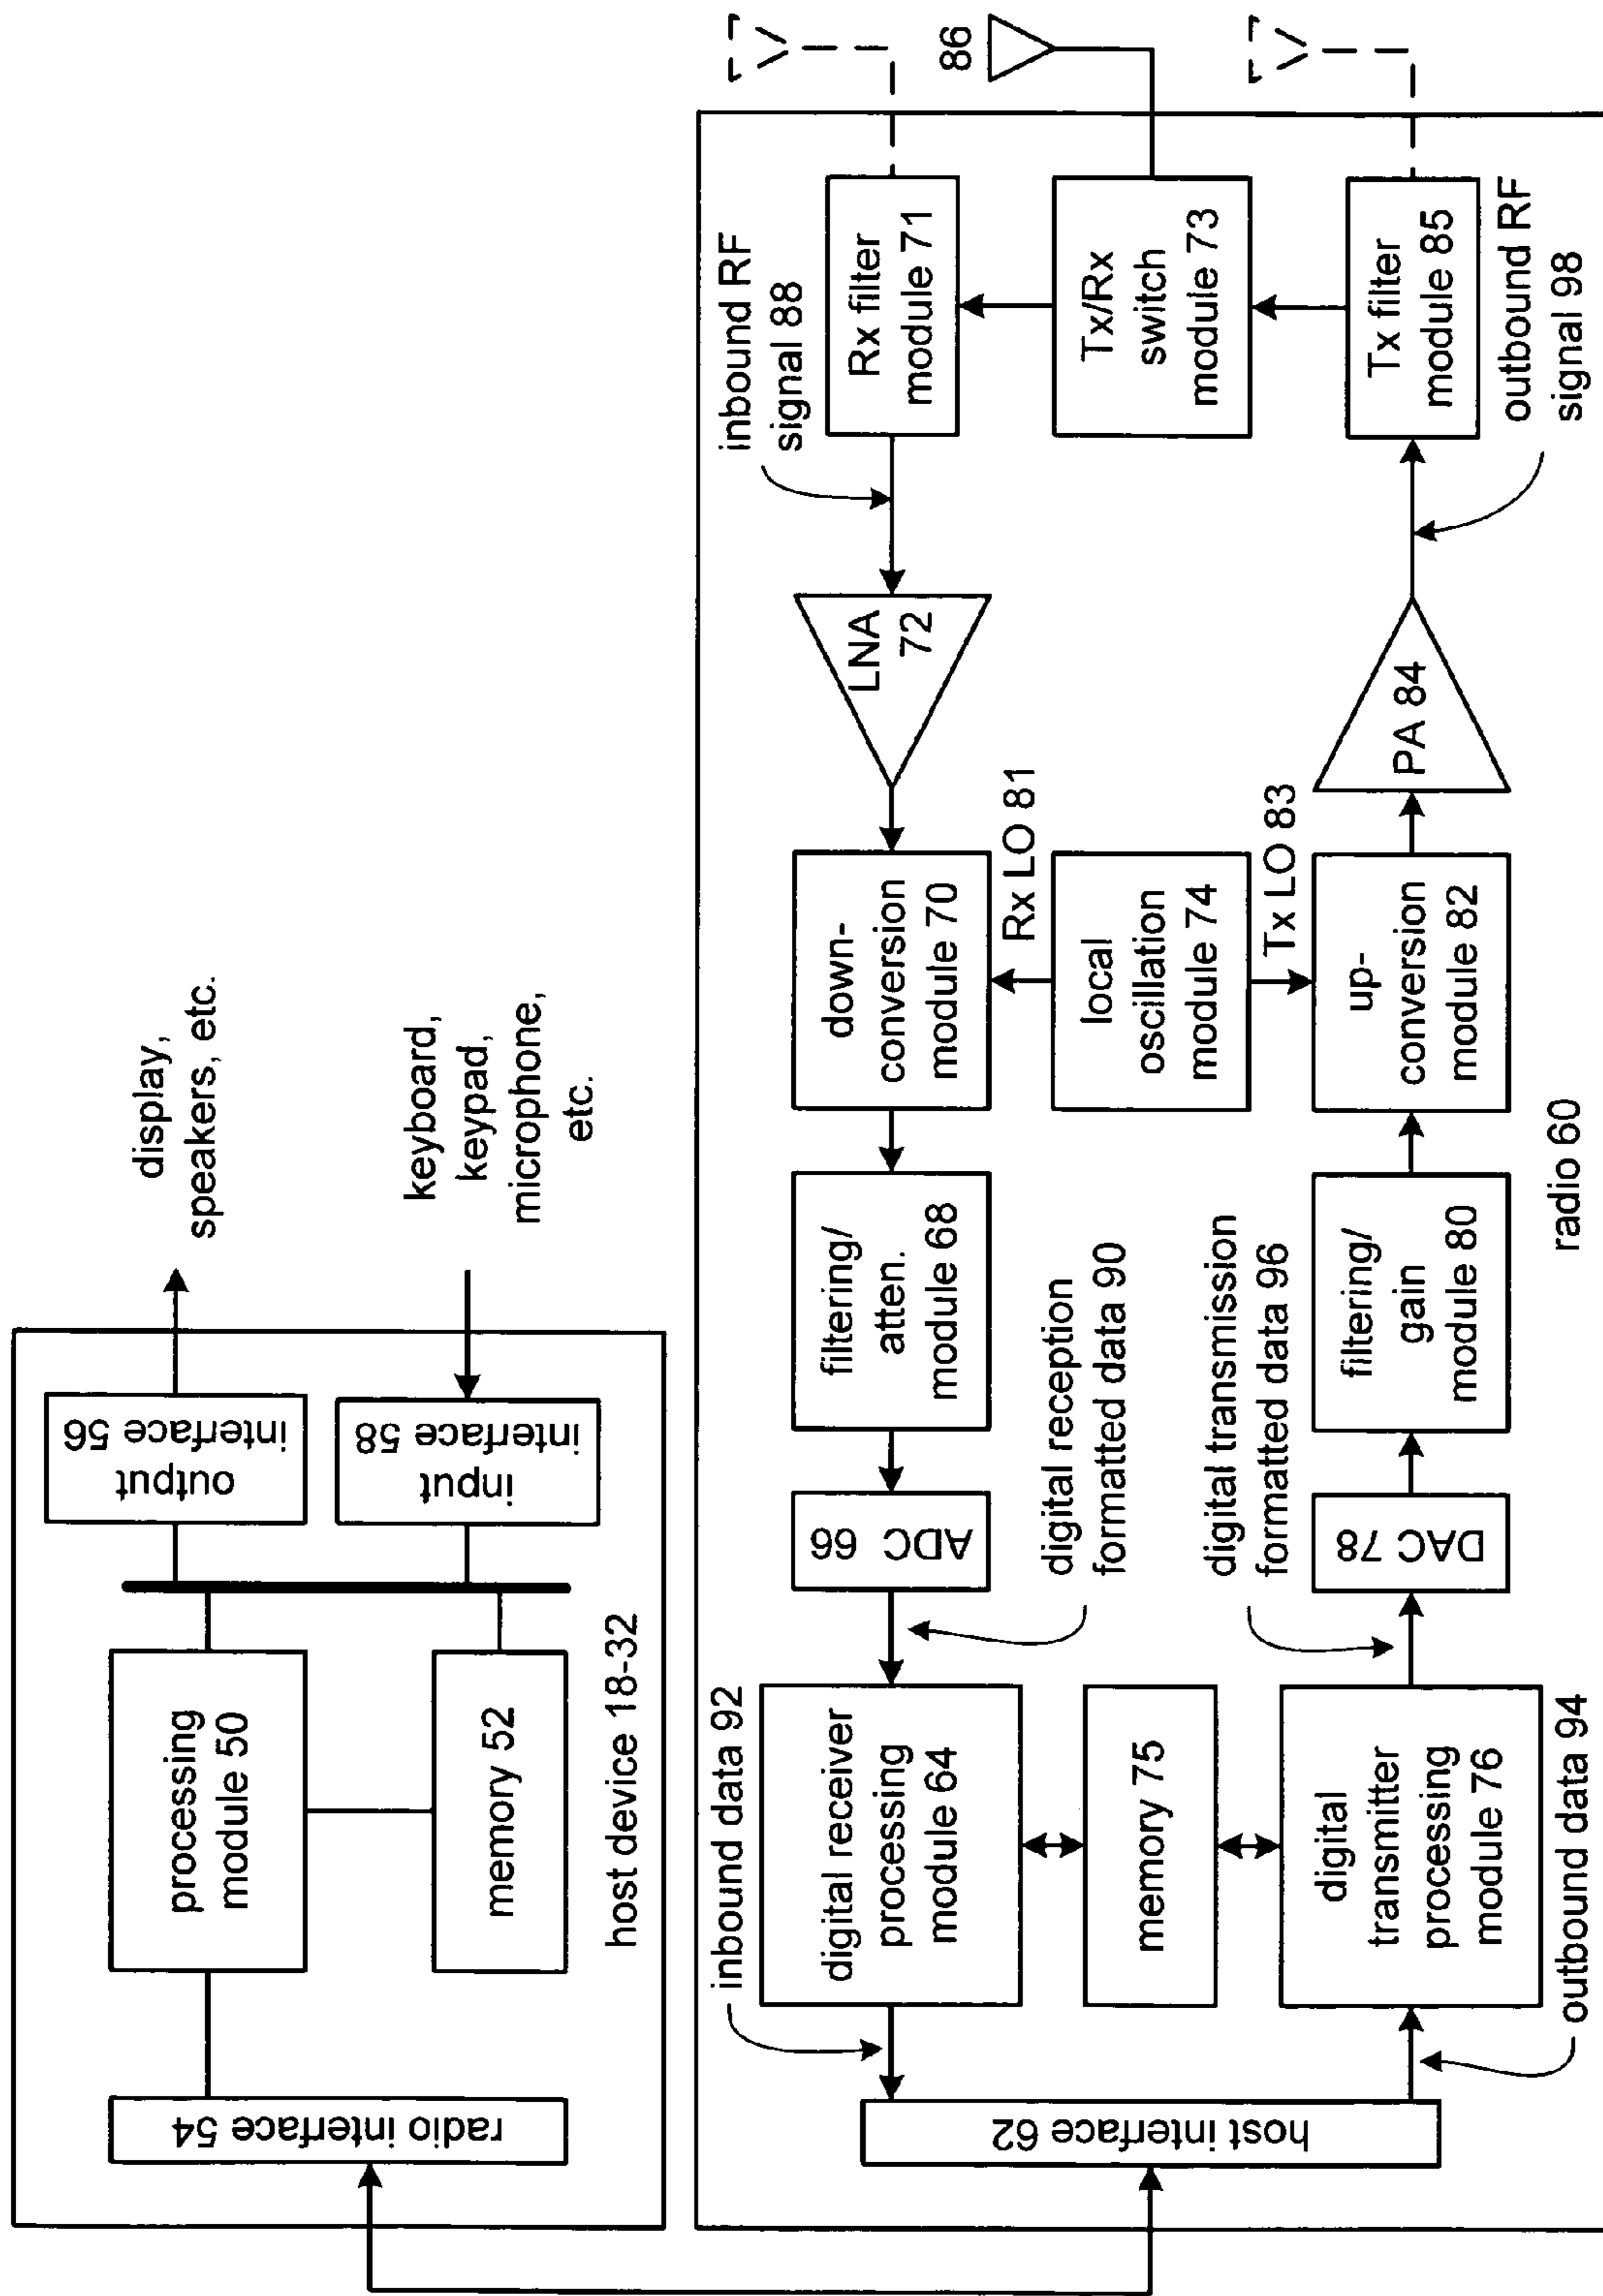 radio interface 54
processing
module 50
memory 52
output
interface 56
input
interface 58
display,
speakers, etc.
keyboard,
keypad,
microphone,
etc.
host device 18-32
host interface 62
inbound data 92
digital receiver
processing
module 64
memory 75
digital
transmitter
processing
module 76
outbound data 94
ADC 66
digital reception
formatted data 90
digital transmission
formatted data 96
DAC 78
filtering/
atten.
module 68
filtering/
gain
module 80
radio 60
down-
conversion
module 70
Rx LO 81
local
oscillation
module 74
Tx LO 83
up-
conversion
module 82
LNA
72
PA 84
inbound RF
signal 88
Rx filter
module 71
Tx/Rx
switch
module 73
Tx filter
module 85
outbound RF
signal 98
86